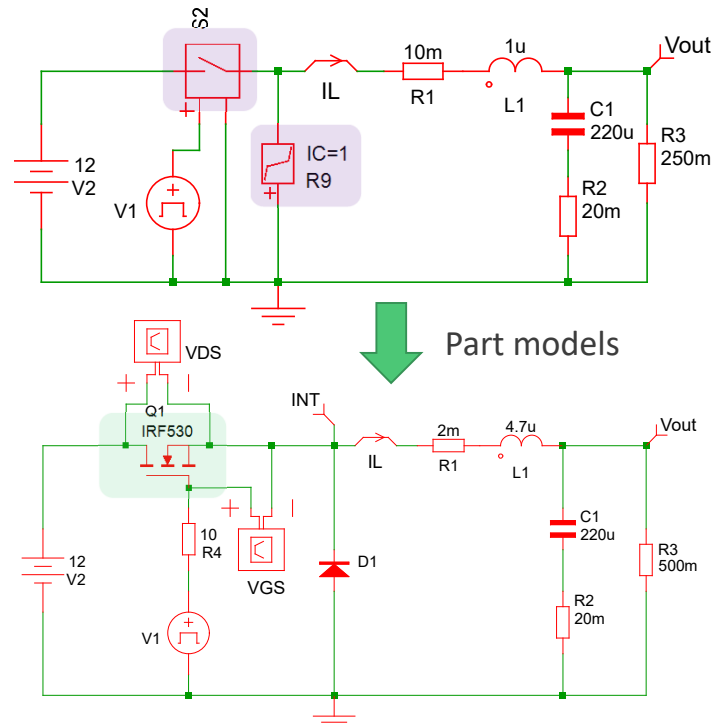 S2
10m
1u
Vout
IL
R1
L1
C1
220u
R3
250m
12
V2
V1
IC=1
R9
R2
20m
Part models
VDS
Q1
IRF530
INT
Vout
2m
4.7u
IL
R1
L1
10
R4
VGS
D1
C1
220u
R3
500m
12
V2
V1
R2
20m